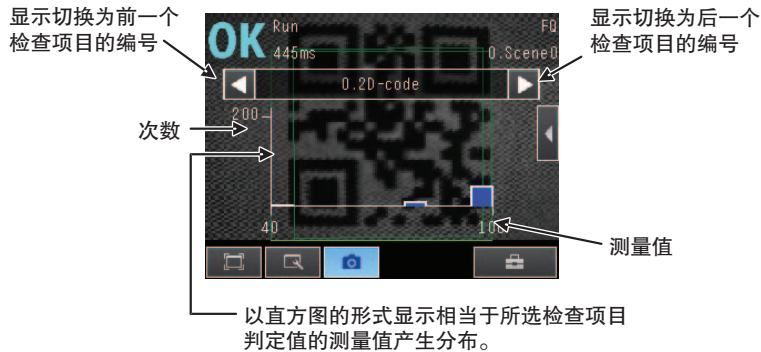 显示切换为前一个
检查项目的编号
显示切换为后一个
检查项目的编号
OK
Run
FQ
445ms
0.Scene0
0.2D-code
200
次数
40
100
测量值
以直方图的形式显示相当于所选检查项目
判定值的测量值产生分布。